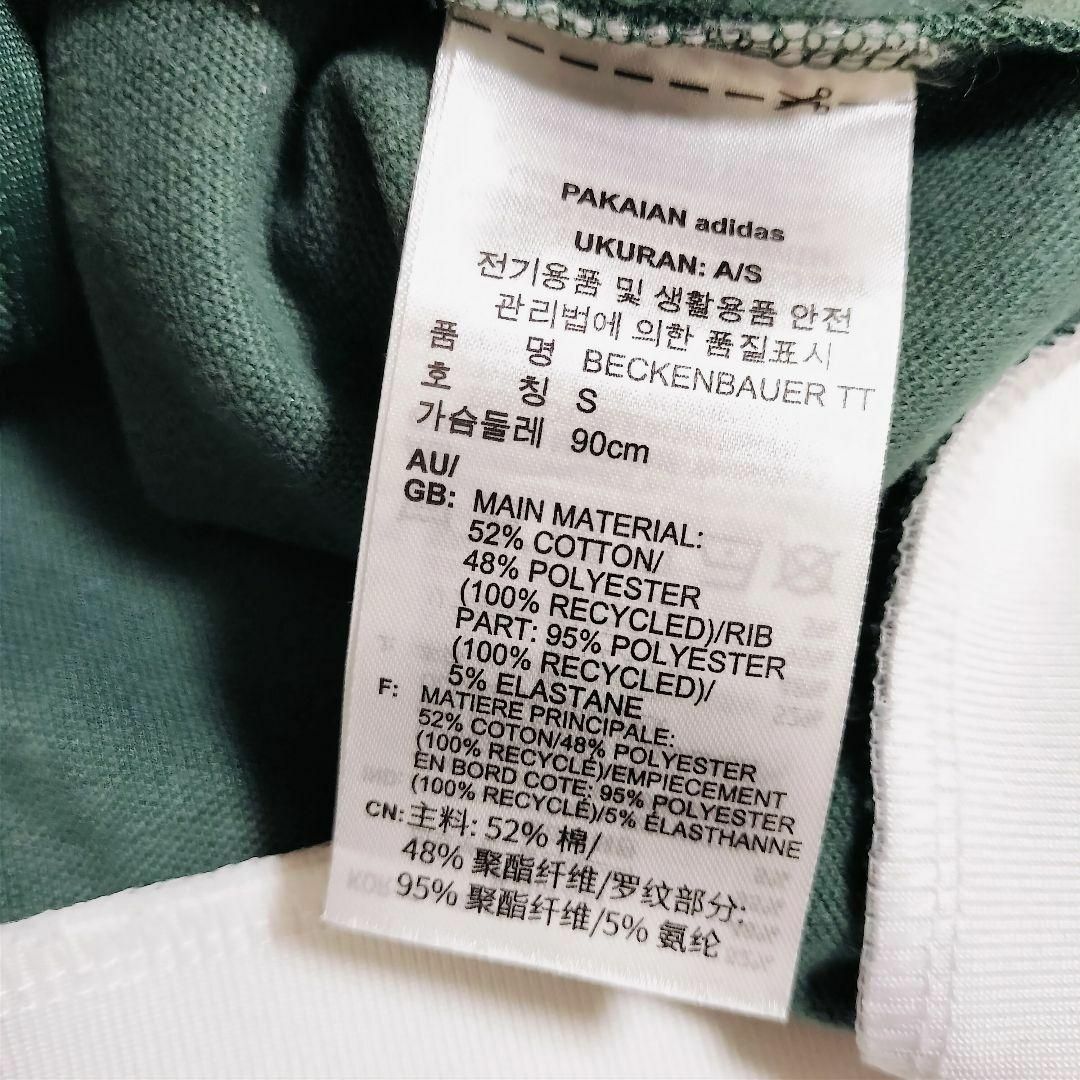 PAKAIAN adidas
UKURAN: A/S
전기용품 및 생활용품 안전
관리법에 의한 품질표시
품 명 BECKENBAUER TT
호 칭 S
가슴둘레 90cm
AU/
GB: MAIN MATERIAL:
52% COTTON/
48% POLYESTER
(100% RECYCLED)/RIB
PART: 95% POLYESTER
(100% RECYCLED)/
5% ELASTANE
F: MATIERE PRINCIPALE:
52% COTON/48% POLYESTER
(100% RECYCLÉ)/EMPIECEMENT
EN BORD COTE: 95% POLYESTER
(100% RECYCLÉ)/5% ÉLASTHANNE
CN: 主料: 52% 棉/
48% 聚酯纤维/罗纹部分:
95% 聚酯纤维/5% 氨纶